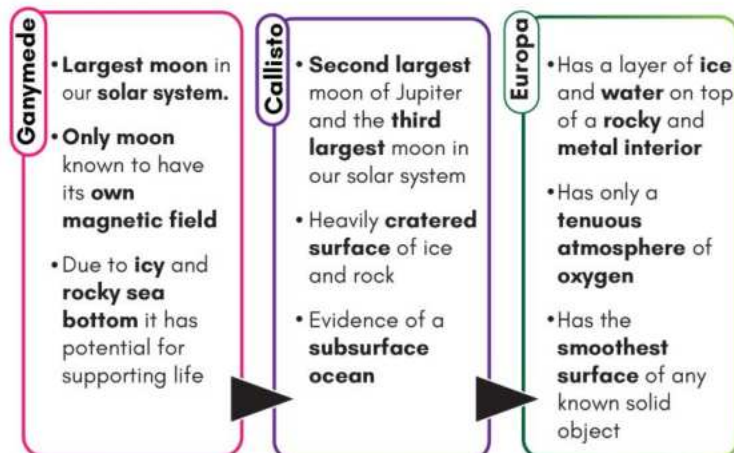 Ganymede
• Largest moon in
our solar system.
• Only moon
known to have
its own
magnetic field
• Due to icy and
rocky sea
bottom it has
potential for
supporting life
Callisto
• Second largest
moon of Jupiter
and the third
largest moon in
our solar system
• Heavily cratered
surface of ice
and rock
• Evidence of a
subsurface
ocean
Europa
• Has a layer of ice
and water on top
of a rocky and
metal interior
• Has only a
tenuous
atmosphere of
oxygen
• Has the
smoothest
surface of any
known solid
object